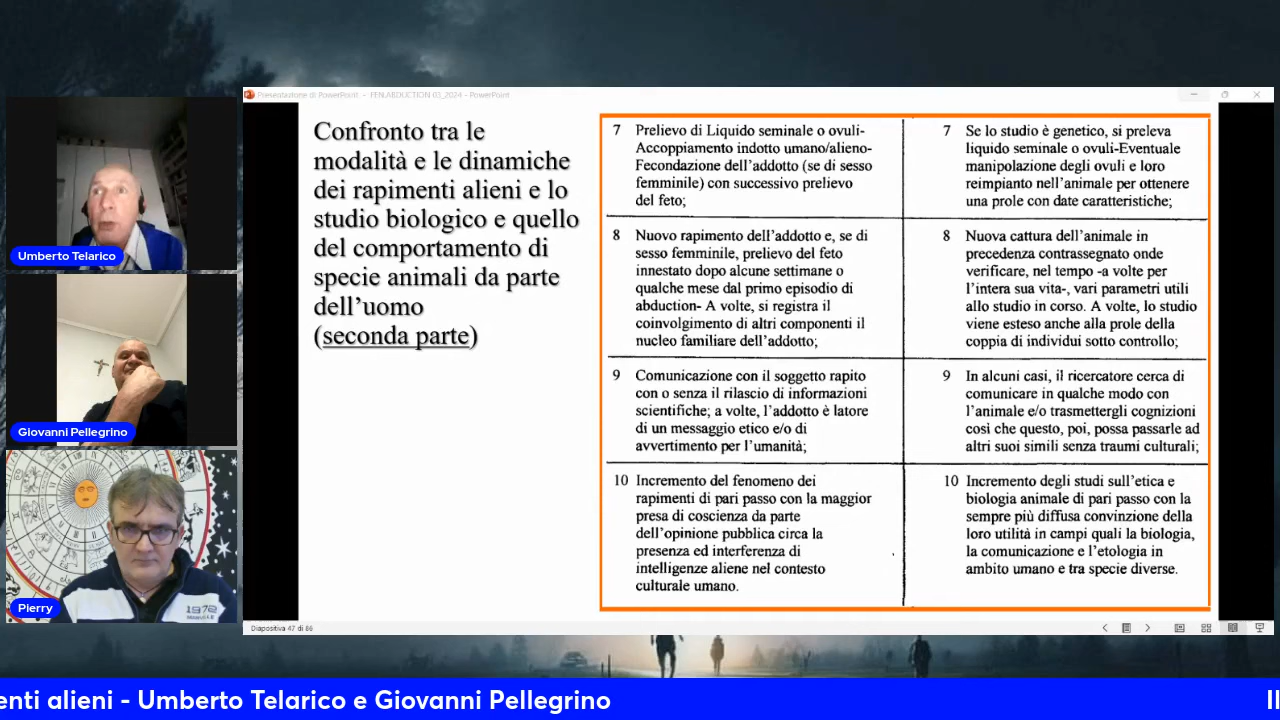 Presentazione di PowerPoint - FEN.ABDUCTION 03_2024 - PowerPoint
Confronto tra le
modalità e le dinamiche
dei rapimenti alieni e lo
studio biologico e quello
del comportamento di
specie animali da parte
dell’uomo
(seconda parte)
7 Prelievo di Liquido seminale o ovuli-
Accoppiamento indotto umano/alieno-
Fecondazione dell’addotto (se di sesso
femminile) con successivo prelievo
del feto;
7 Se lo studio è genetico, si preleva
liquido seminale o ovuli-Eventuale
manipolazione degli ovuli e loro
reimpianto nell’animale per ottenere
una prole con date caratteristiche;
8 Nuovo rapimento dell’addotto e, se di
sesso femminile, prelievo del feto
innestato dopo alcune settimane o
qualche mese dal primo episodio di
abduction- A volte, si registra il
coinvolgimento di altri componenti il
nucleo familiare dell’addotto;
8 Nuova cattura dell’animale in
precedenza contrassegnato onde
verificare, nel tempo -a volte per
l’intera sua vita-, vari parametri utili
allo studio in corso. A volte, lo studio
viene esteso anche alla prole della
coppia di individui sotto controllo;
9 Comunicazione con il soggetto rapito
con o senza il rilascio di informazioni
scientifiche; a volte, l’addotto è latore
di un messaggio etico e/o di
avvertimento per l’umanità;
9 In alcuni casi, il ricercatore cerca di
comunicare in qualche modo con
l’animale e/o trasmettergli cognizioni
così che questo, poi, possa passarle ad
altri suoi simili senza traumi culturali;
10 Incremento del fenomeno dei
rapimenti di pari passo con la maggior
presa di coscienza da parte
dell’opinione pubblica circa la
presenza ed interferenza di
intelligenze aliene nel contesto
culturale umano.
10 Incremento degli studi sull’etica e
biologia animale di pari passo con la
sempre più diffusa convinzione della
loro utilità in campi quali la biologia,
la comunicazione e l’etologia in
ambito umano e tra specie diverse.
Umberto Telarico
Giovanni Pellegrino
Pierry
1972
Diapositiva 47 di 86
enti alieni - Umberto Telarico e Giovanni Pellegrino
Il